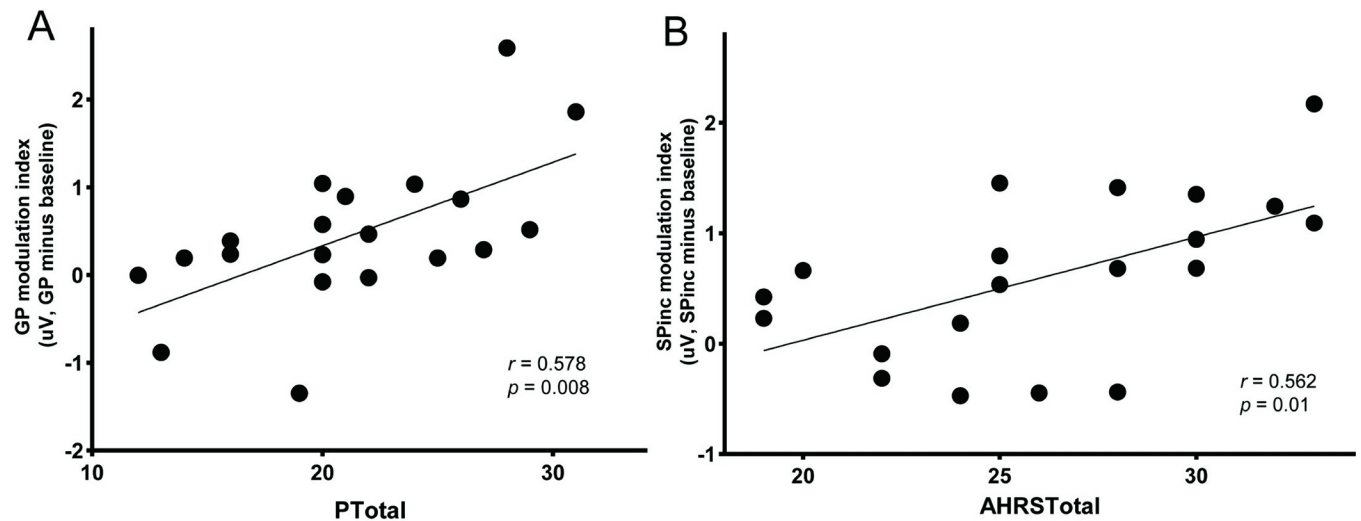 A
GP modulation index
(uV, GP minus baseline)
2
1
0
-1
-2
10
20
30
PTotal
r = 0.578
p = 0.008
B
SPinc modulation index
(uV, SPinc minus baseline)
2
1
0
-1
20
25
30
AHRSTotal
r = 0.562
p = 0.01